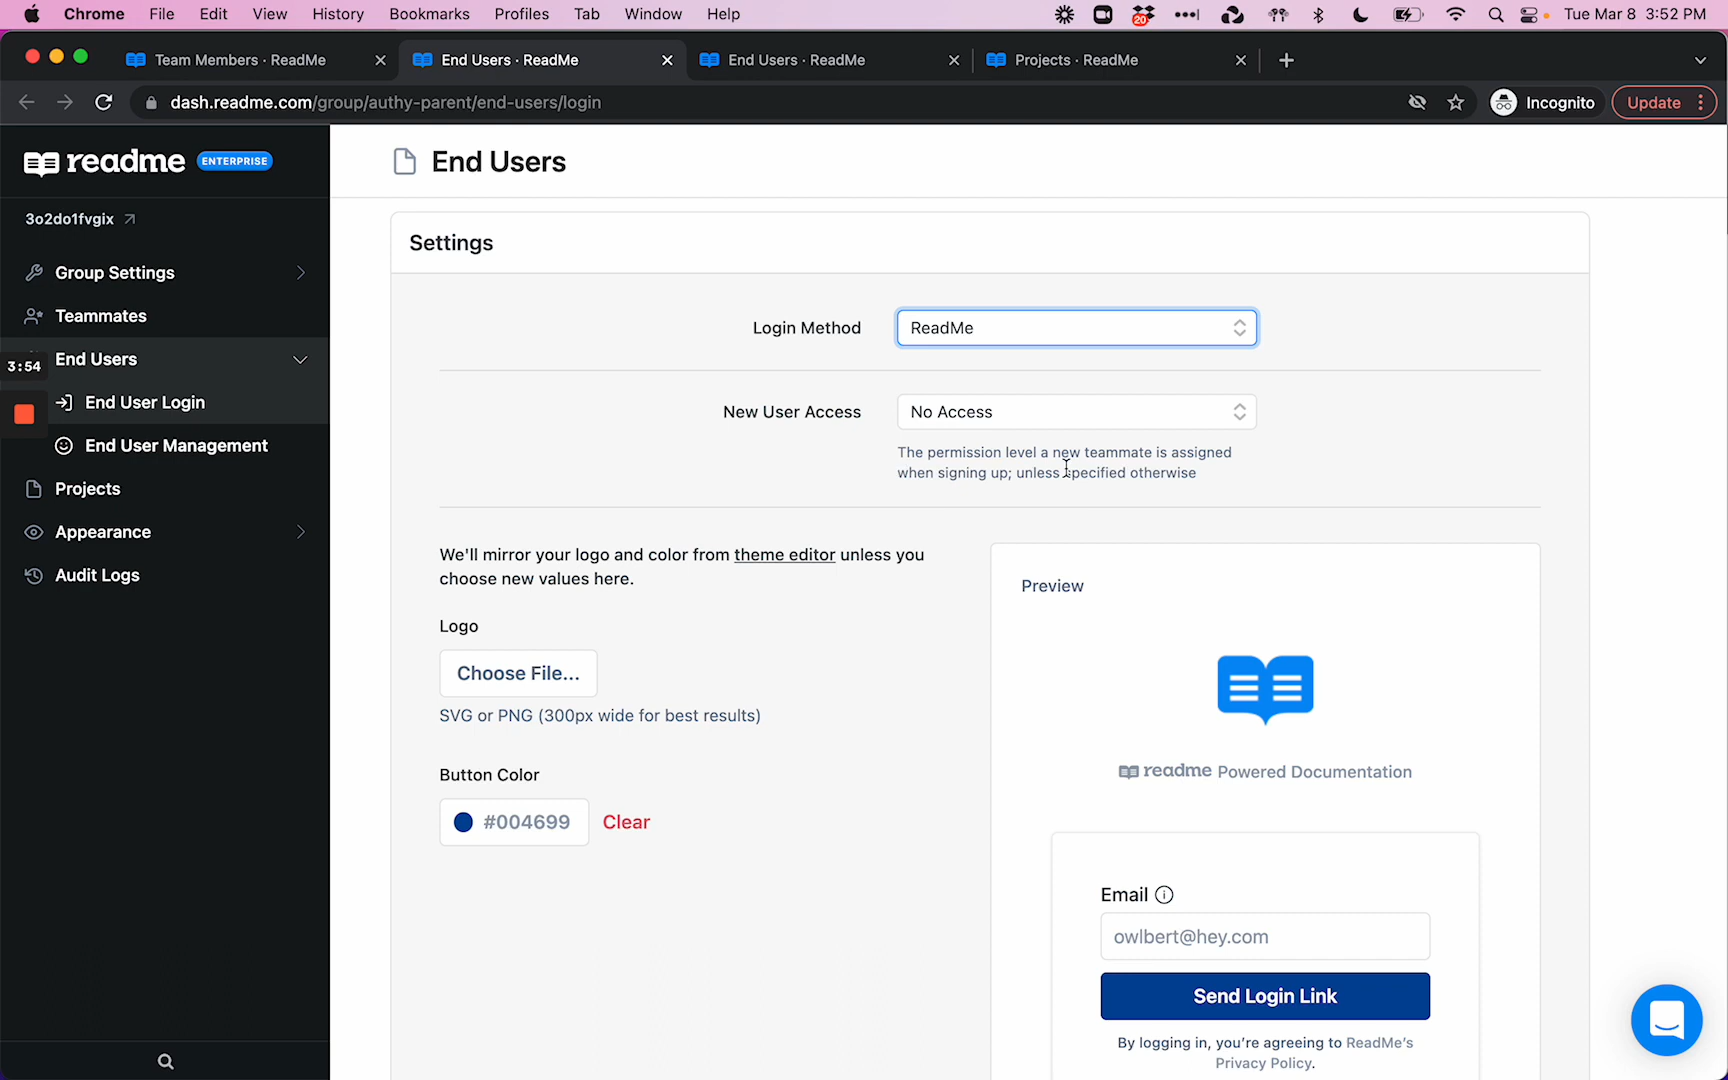 Chrome File Edit View History Bookmarks Profiles Tab Window Help 20 Tue Mar 8 3:52 PM
Team Members · ReadMe End Users · ReadMe End Users · ReadMe Projects · ReadMe
dash.readme.com/group/authy-parent/end-users/login Incognito Update
readme ENTERPRISE
End Users
3o2do1fvgix
Settings
Group Settings
Login Method ReadMe
Teammates
3:54 End Users
End User Login
New User Access No Access
End User Management
The permission level a new teammate is assigned
when signing up; unless specified otherwise
Projects
Appearance
Audit Logs
We'll mirror your logo and color from theme editor unless you
choose new values here.
Logo
Choose File...
SVG or PNG (300px wide for best results)
Button Color
#004699 Clear
Preview
readme Powered Documentation
Email
owlbert@hey.com
Send Login Link
By logging in, you’re agreeing to ReadMe’s
Privacy Policy.